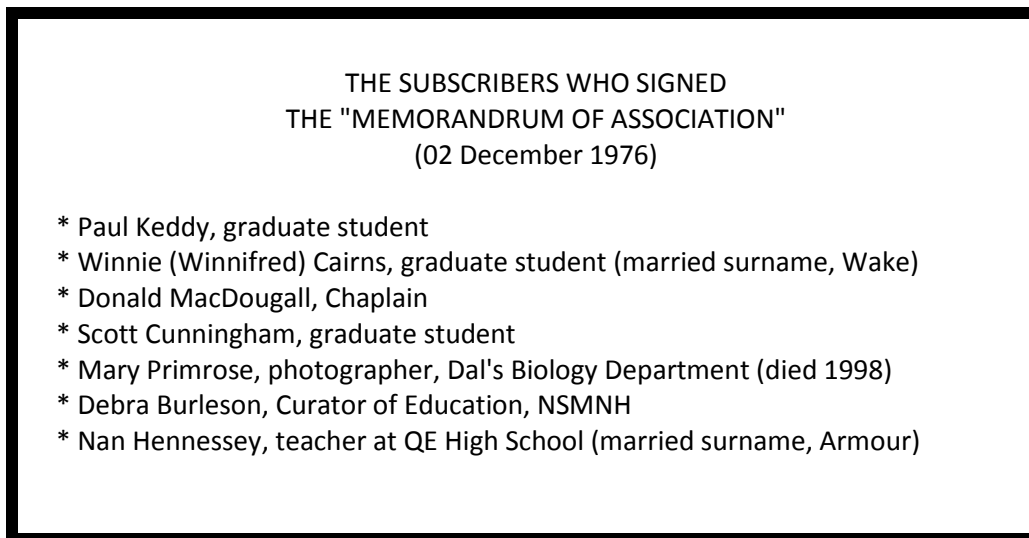 THE SUBSCRIBERS WHO SIGNED
THE "MEMORANDRUM OF ASSOCIATION"
(02 December 1976)
* Paul Keddy, graduate student
* Winnie (Winnifred) Cairns, graduate student (married surname, Wake)
* Donald MacDougall, Chaplain
* Scott Cunningham, graduate student
* Mary Primrose, photographer, Dal's Biology Department (died 1998)
* Debra Burleson, Curator of Education, NSMNH
* Nan Hennessey, teacher at QE High School (married surname, Armour)